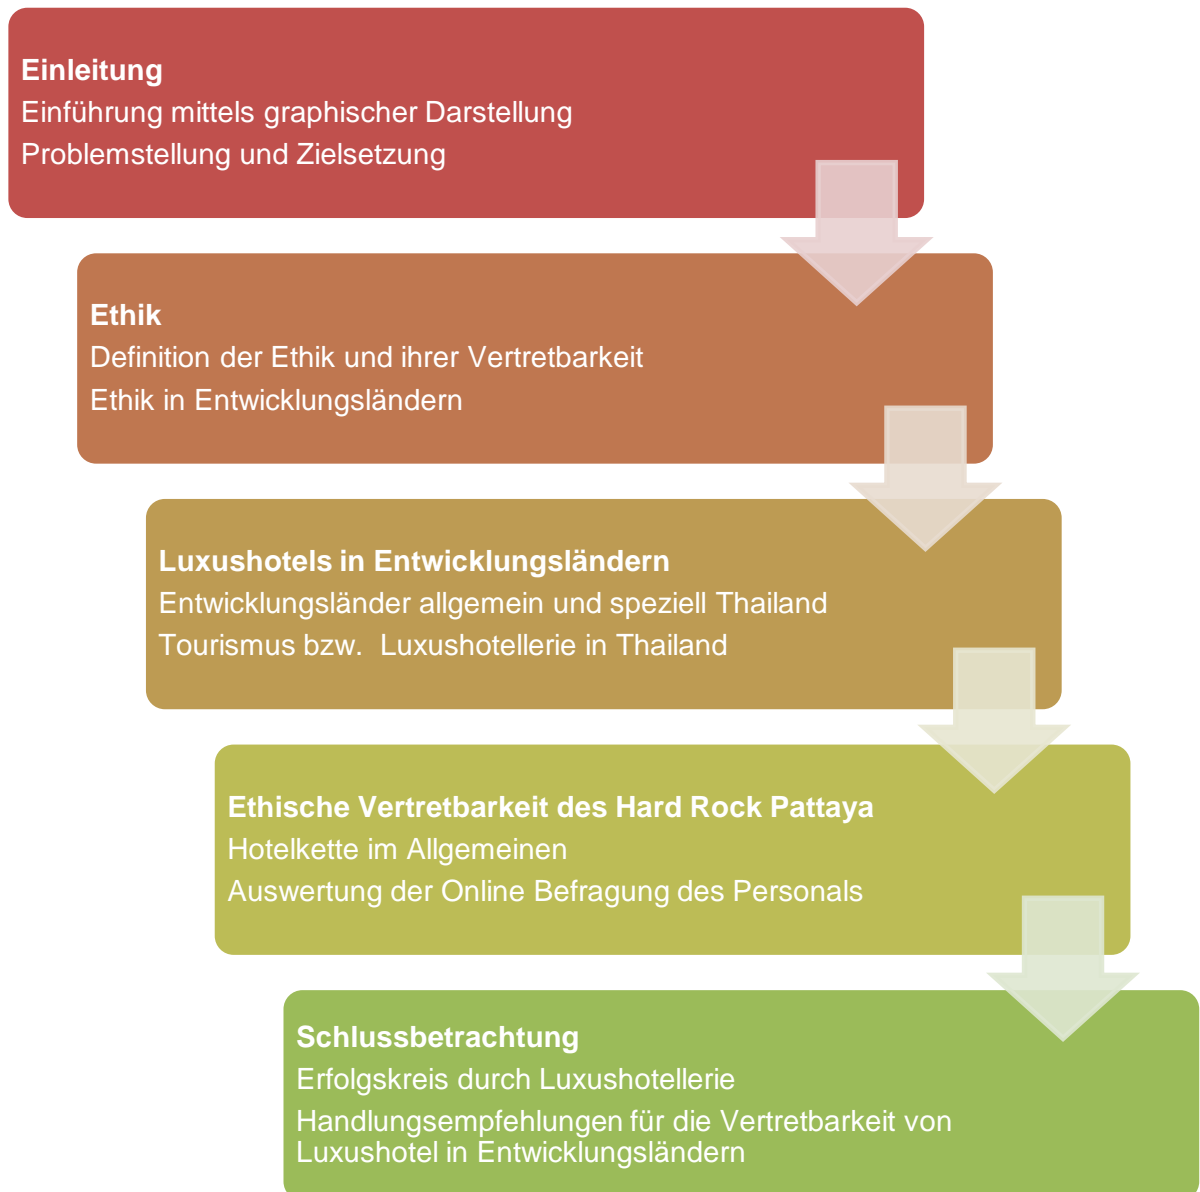 Einleitung
Einführung mittels graphischer Darstellung
Problemstellung und Zielsetzung
Ethik
Definition der Ethik und ihrer Vertretbarkeit
Ethik in Entwicklungsländern
Luxushotels in Entwicklungsländern
Entwicklungsländer allgemein und speziell Thailand
Tourismus bzw.  Luxushotellerie in Thailand
Ethische Vertretbarkeit des Hard Rock Pattaya
Hotelkette im Allgemeinen
Auswertung der Online Befragung des Personals
Schlussbetrachtung
Erfolgskreis durch Luxushotellerie
Handlungsempfehlungen für die Vertretbarkeit von
Luxushotel in Entwicklungsländern